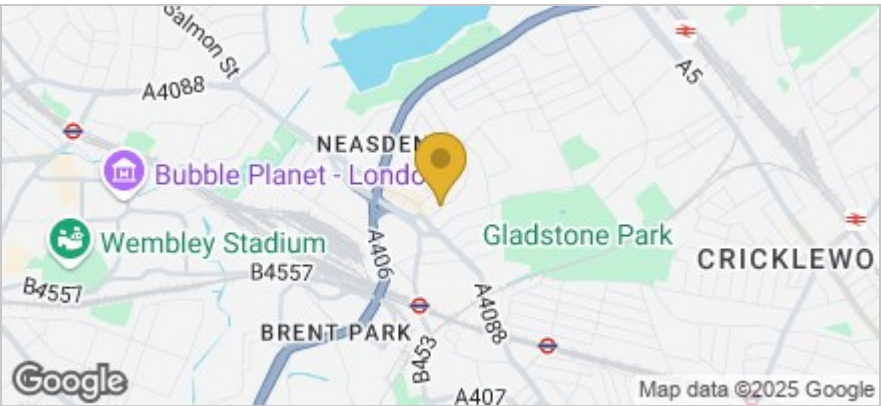 Salmon St
A5
A4088
NEASDEN
Bubble Planet - Londo
Gladstone Park
Wembley Stadium
A406
CRICKLEWO
B4557
B4557
A4088
BRENT PARK
B453
A407
Google
Map data ©2025 Google